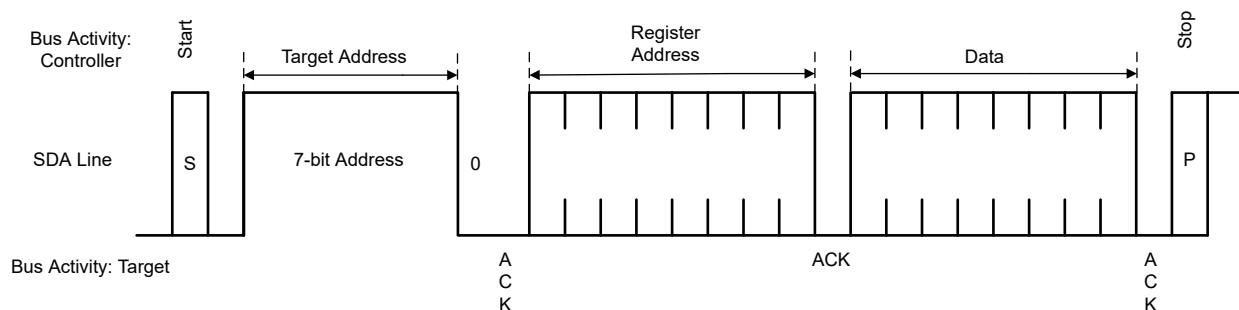 Bus Activity:
Controller
Start
Target Address
Register
Address
Data
Stop
SDA Line
S
7-bit Address
0
P
Bus Activity: Target
A
C
K
ACK
A
C
K